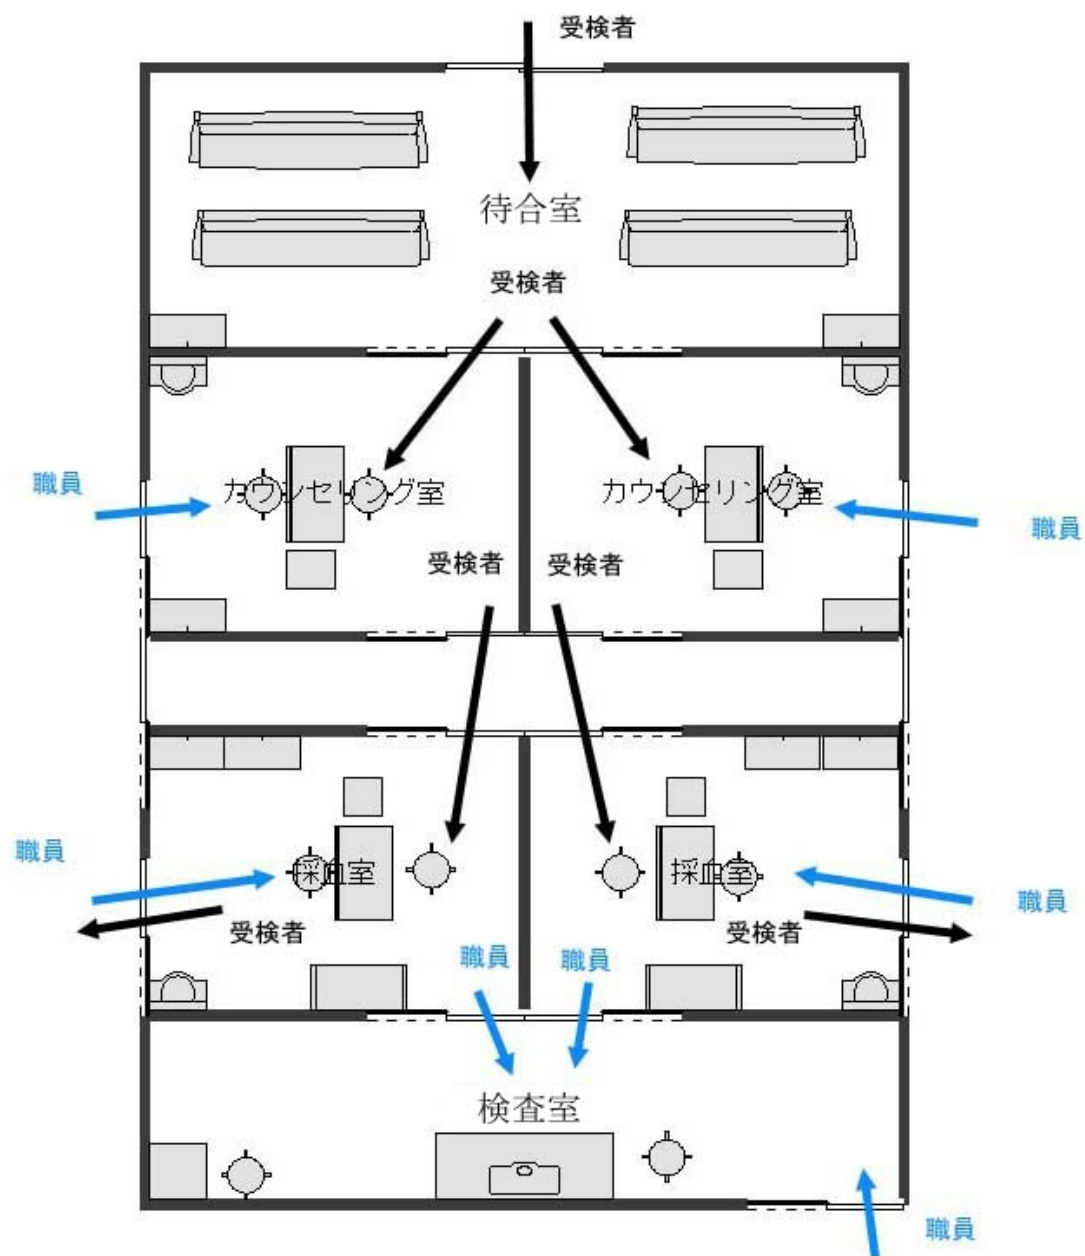 受検者
待合室
受検者
職員
カウンセリング室
カウンセリング室
職員
受検者
受検者
職員
採血室
採血室
職員
受検者
受検者
職員
職員
検査室
職員